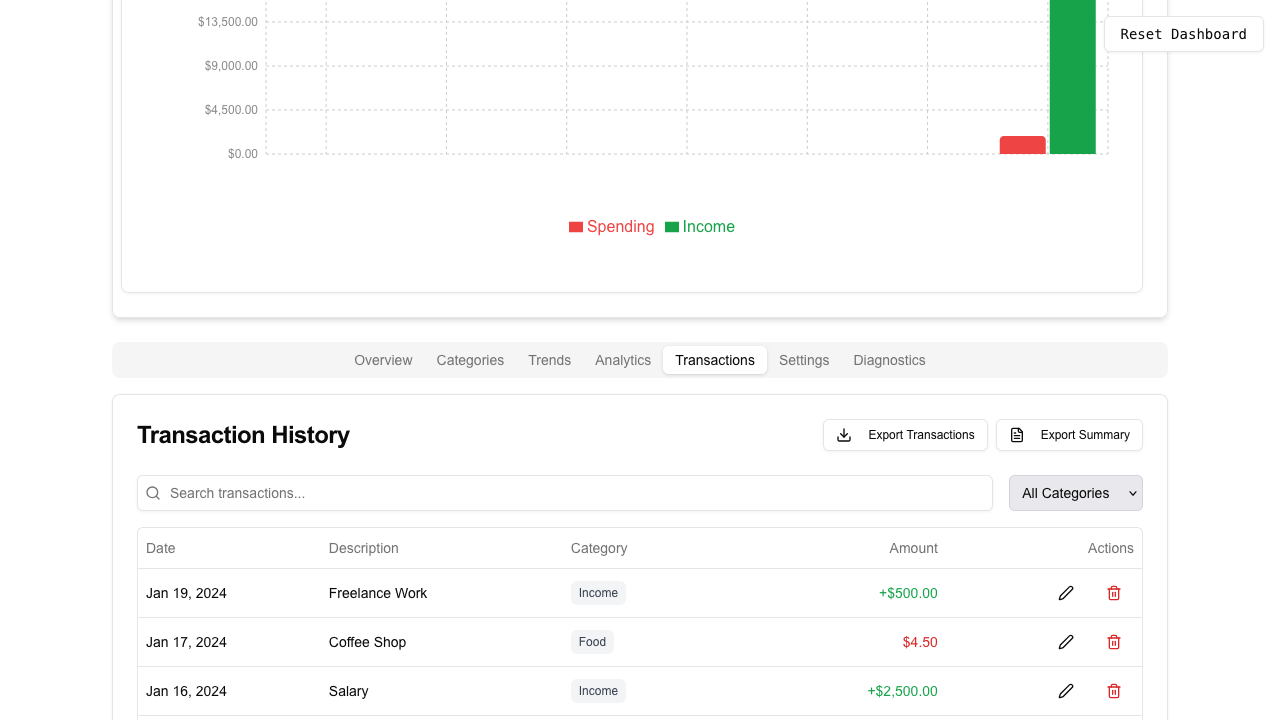 $13,500.00
Reset Dashboard
$9,000.00
$4,500.00
$0.00
Spending Income
Overview Categories Trends Analytics Transactions Settings Diagnostics
Transaction History Export Transactions Export Summary
Search transactions... All Categories
Date Description Category Amount Actions
Jan 19, 2024 Freelance Work Income +$500.00
Jan 17, 2024 Coffee Shop Food $4.50
Jan 16, 2024 Salary Income +$2,500.00